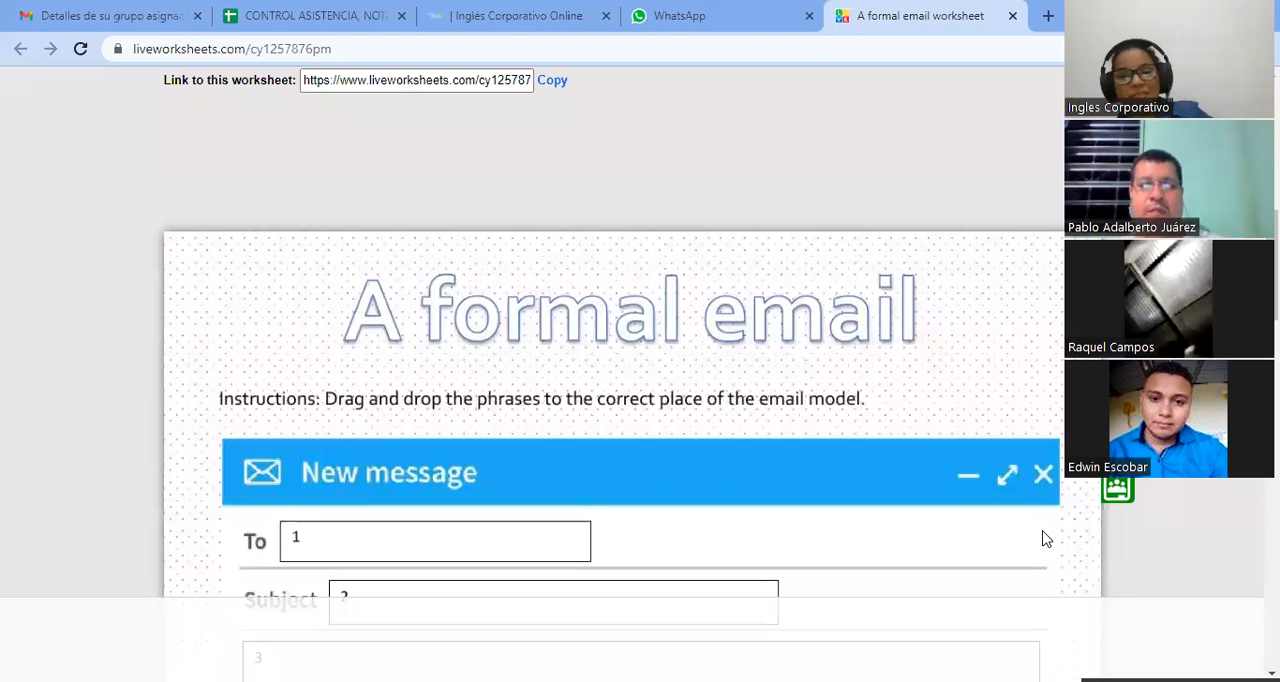 Detalles de su grupo asignad
CONTROL ASISTENCIA, NOTA
| Inglés Corporativo Online
WhatsApp
A formal email worksheet
liveworksheets.com/cy1257876pm
Link to this worksheet: https://www.liveworksheets.com/cy125787 Copy
A formal email
Instructions: Drag and drop the phrases to the correct place of the email model.
New message
To 1
Subject 2
3
Ingles Corporativo
Pablo Adalberto Juárez
Raquel Campos
Edwin Escobar